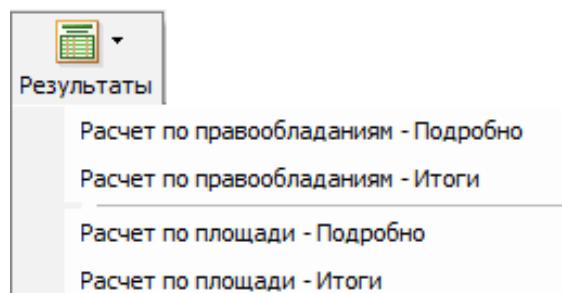 Результаты
Расчет по правообладаниям - Подробно
Расчет по правообладаниям - Итоги
Расчет по площади - Подробно
Расчет по площади - Итоги